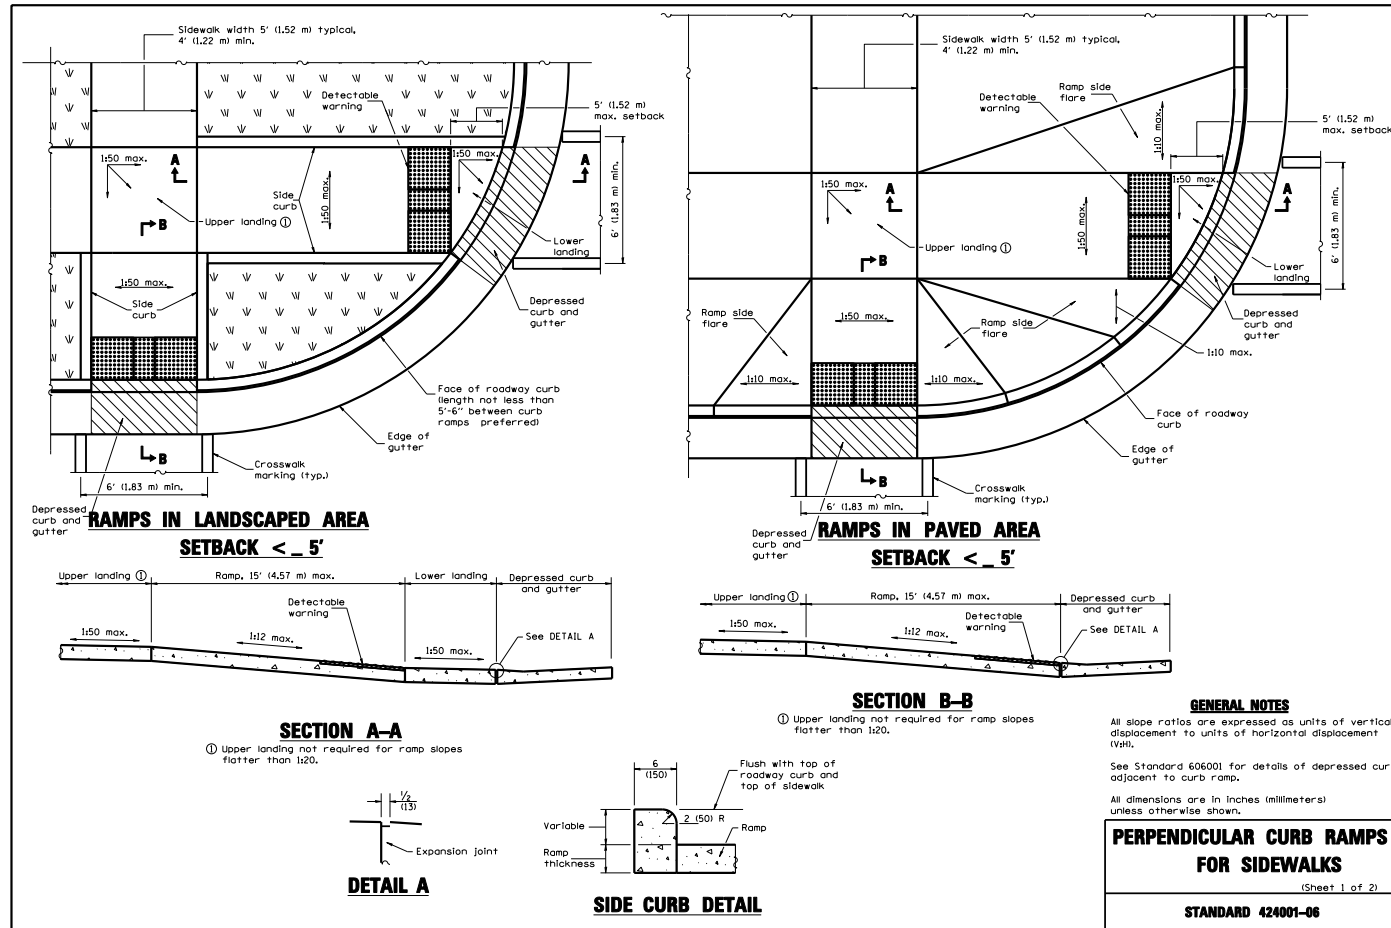 Sidewalk width 5' (1.52 m) typical,
4' (1.22 m) min.
Detectable
warning
5' (1.52 m)
max. setback
1:50 max.
A
1:50 max.
A
Side
curb
1:50 max.
6' (1.83 m) min.
Upper landing ①
B
Lower
landing
1:50 max.
Side
curb
Depressed
curb and
gutter
Face of roadway curb
(length not less than
5'-6" between curb
ramps preferred)
Edge of
gutter
B
Crosswalk
marking (typ.)
6' (1.83 m) min.
Depressed
curb and
gutter
RAMPS IN LANDSCAPED AREA
SETBACK < _ 5'
Sidewalk width 5' (1.52 m) typical,
4' (1.22 m) min.
Ramp side
flare
Detectable
warning
1:10 max.
5' (1.52 m)
max. setback
1:50 max.
A
1:50 max.
A
1:50 max.
6' (1.83 m) min.
Upper landing ①
B
Lower
landing
Ramp side
flare
1:50 max.
Ramp side
flare
Depressed
curb and
gutter
1:10 max.
1:10 max.
1:10 max.
Face of roadway
curb
Edge of
gutter
B
Crosswalk
marking (typ.)
6' (1.83 m) min.
Depressed
curb and
gutter
RAMPS IN PAVED AREA
SETBACK < _ 5'
Upper landing ①
Ramp, 15' (4.57 m) max.
Lower landing
Depressed curb
and gutter
Detectable
warning
1:50 max.
1:12 max.
1:50 max.
See DETAIL A
SECTION A–A
① Upper landing not required for ramp slopes
flatter than 1:20.
Upper landing ①
Ramp, 15' (4.57 m) max.
Depressed curb
and gutter
Detectable
warning
1:50 max.
1:12 max.
See DETAIL A
SECTION B–B
① Upper landing not required for ramp slopes
flatter than 1:20.
½
(13)
Expansion joint
DETAIL A
6
(150)
Flush with top of
roadway curb and
top of sidewalk
Variable
2 (50) R
Ramp
Ramp
thickness
SIDE CURB DETAIL
GENERAL NOTES
All slope ratios are expressed as units of vertical
displacement to units of horizontal displacement
(V:H).
See Standard 606001 for details of depressed cur
adjacent to curb ramp.
All dimensions are in inches (millimeters)
unless otherwise shown.
PERPENDICULAR CURB RAMPS
FOR SIDEWALKS
(Sheet 1 of 2)
STANDARD 424001–06